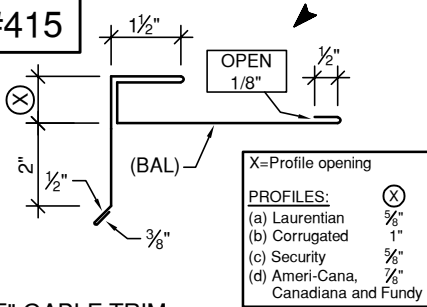 #415
1½"
OPEN
1/8"
½"
X
2"
½"
(BAL)
⅜"
X=Profile opening
PROFILES: X
(a) Laurentian ⅝"
(b) Corrugated 1"
(c) Security ⅝"
(d) Ameri-Cana, ⅞"
Canadiana and Fundy
GABLE TRIM